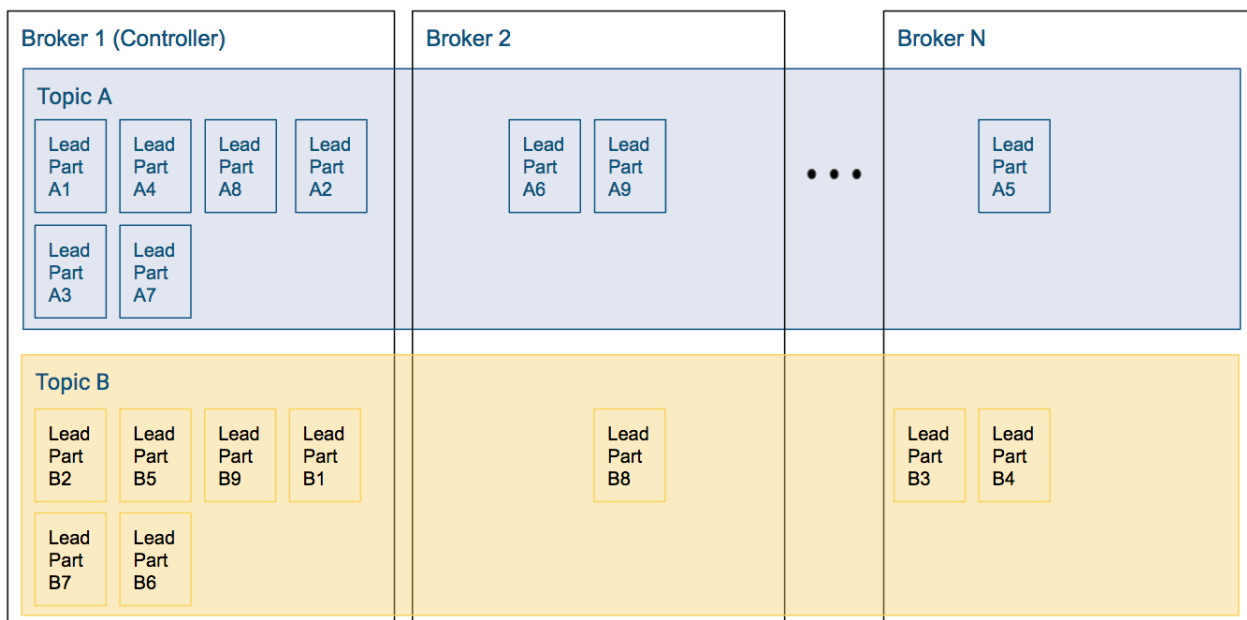 Broker 1 (Controller)
Broker 2
Broker N
Topic A
Lead
Part
A1
Lead
Part
A4
Lead
Part
A8
Lead
Part
A2
Lead
Part
A6
Lead
Part
A9
Lead
Part
A5
Lead
Part
A3
Lead
Part
A7
Topic B
Lead
Part
B2
Lead
Part
B5
Lead
Part
B9
Lead
Part
B1
Lead
Part
B8
Lead
Part
B3
Lead
Part
B4
Lead
Part
B7
Lead
Part
B6